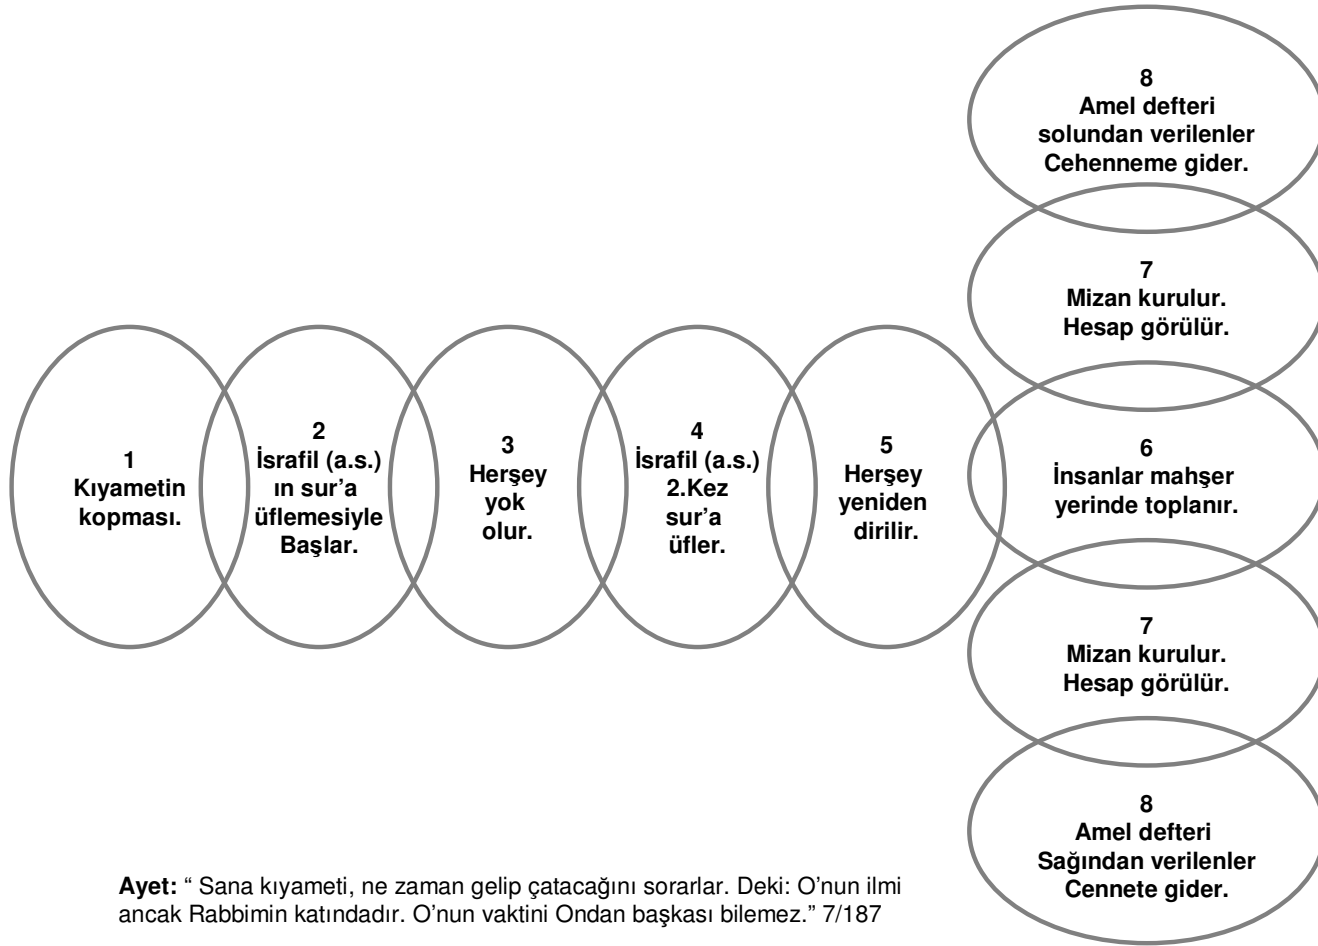 1
Kıyametin
kopması.
2
İsrafil (a.s.)
ın sur’a
üflemesiyle
Başlar.
3
Herşey
yok
olur.
4
İsrafil (a.s.)
2.Kez
sur’a
üfler.
5
Herşey
yeniden
dirilir.
8
Amel defteri
solundan verilenler
Cehenneme gider.
7
Mizan kurulur.
Hesap görülür.
6
İnsanlar mahşer
yerinde toplanır.
7
Mizan kurulur.
Hesap görülür.
8
Amel defteri
Sağından verilenler
Cennete gider.
Ayet: “ Sana kıyameti, ne zaman gelip çatacağını sorarlar. Deki: O’nun ilmi
ancak Rabbimin katındadır. O’nun vaktini Ondan başkası bilemez.” 7/187